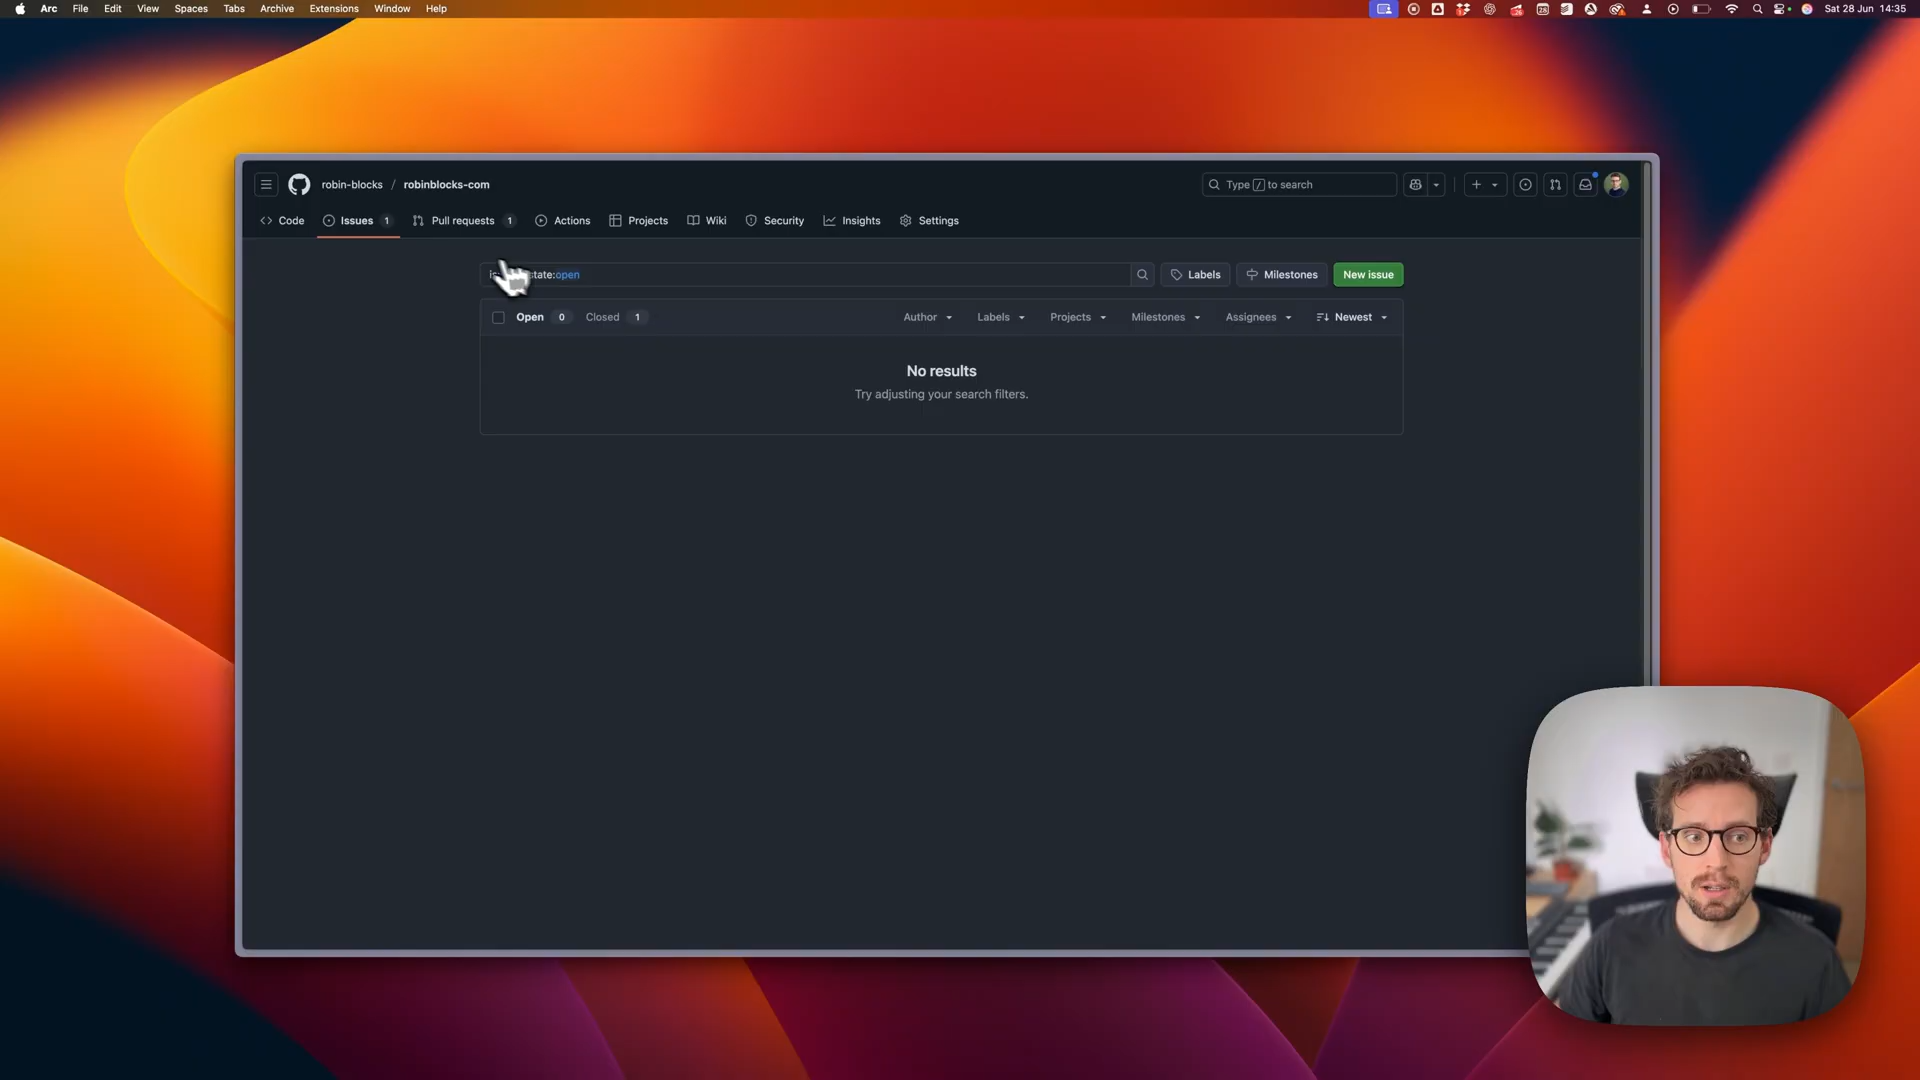 Arc File Edit View Spaces Tabs Archive Extensions Window Help Sat 28 Jun 14:35
robin-blocks / robinblocks-com Type / to search
Code Issues 1 Pull requests 1 Actions Projects Wiki Security Insights Settings
state:open Labels Milestones New issue
Open 0 Closed 1 Author Labels Projects Milestones Assignees Newest
No results
Try adjusting your search filters.